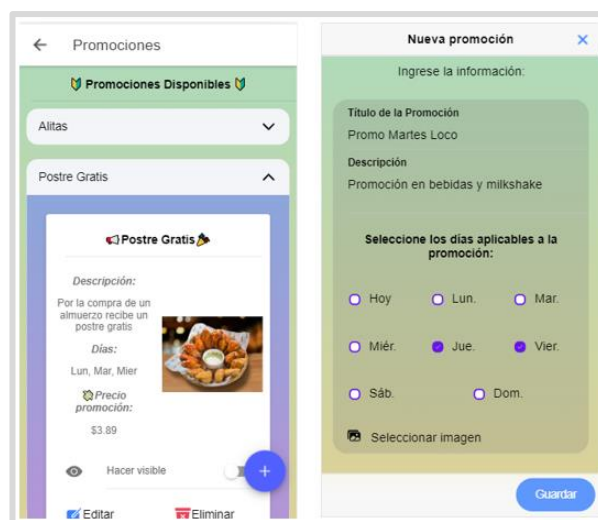 Promociones
Promociones Disponibles
Alitas
Postre Gratis
Postre Gratis
Descripción:
Por la compra de un
almuerzo recibe un
postre gratis
Días:
Lun, Mar, Mier
Precio
promoción:
$3.89
Hacer visible
Editar
Eliminar
Nueva promoción
Ingrese la información:
Título de la Promoción
Promo Martes Loco
Descripción
Promoción en bebidas y milkshake
Seleccione los días aplicables a la
promoción:
Hoy Lun. Mar.
Miér. Jue. Vier.
Sáb. Dom.
Seleccionar imagen
Guardar